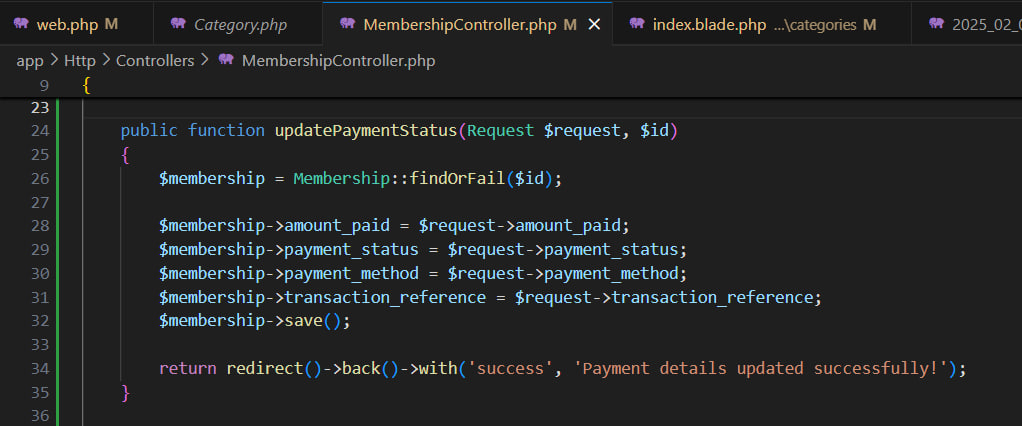 web.php M Category.php MembershipController.php M × index.blade.php ...\categories M 2025_02_0
app > Http > Controllers > MembershipController.php
9 {
23
24 public function updatePaymentStatus(Request $request, $id)
25 {
26 $membership = Membership::findOrFail($id);
27
28 $membership->amount_paid = $request->amount_paid;
29 $membership->payment_status = $request->payment_status;
30 $membership->payment_method = $request->payment_method;
31 $membership->transaction_reference = $request->transaction_reference;
32 $membership->save();
33
34 return redirect()->back()->with('success', 'Payment details updated successfully!');
35 }
36